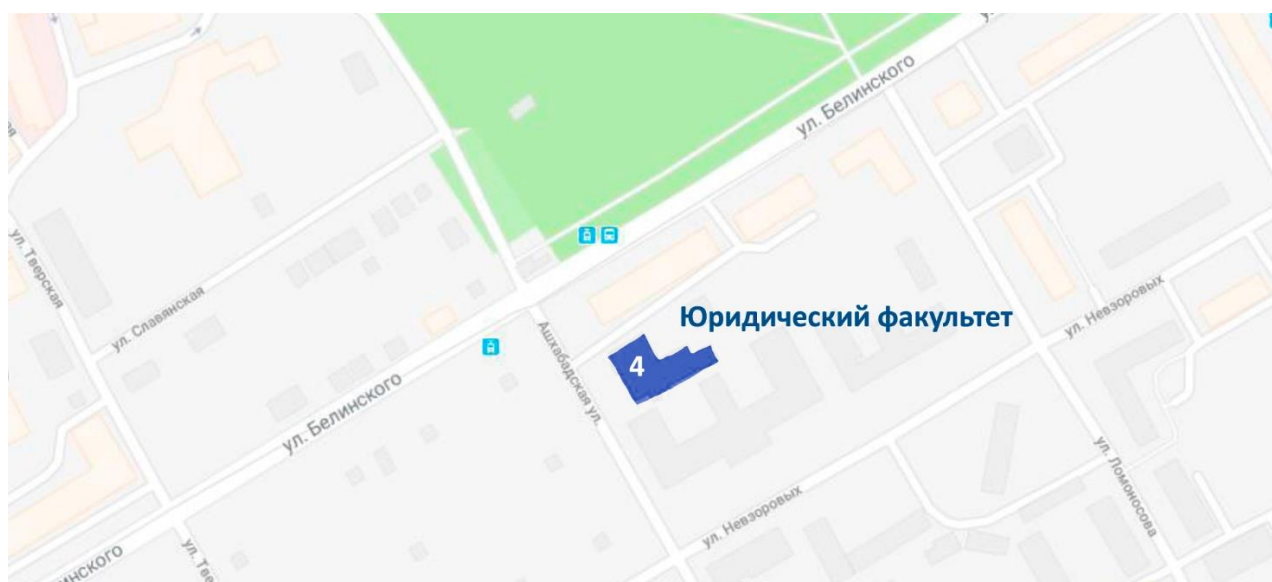 ул. Белинского
ул. Тверская
ул. Славянская
Юридический факультет
4
Ашхабадская ул.
ул. Невзоровых
ул. Белинского
ул. Невзоровых
ул. Ломоносова